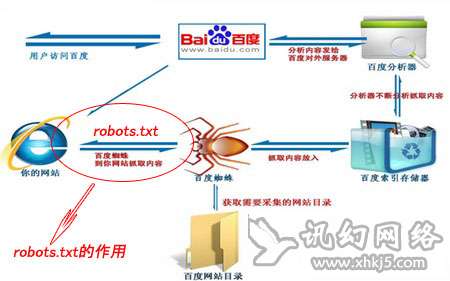 Bai du 百度
www.baidu.com
用户访问百度
分析内容发给
百度对外服务器
百度分析器
分析器不断分析抓取内容
robots.txt
百度蜘蛛
到你网站抓取内容
你的网站
百度蜘蛛
抓取内容放入
百度索引存储器
获取需要采集的网站目录
robots.txt的作用
百度网站目录
讯幻网络
www.xhkj5.com